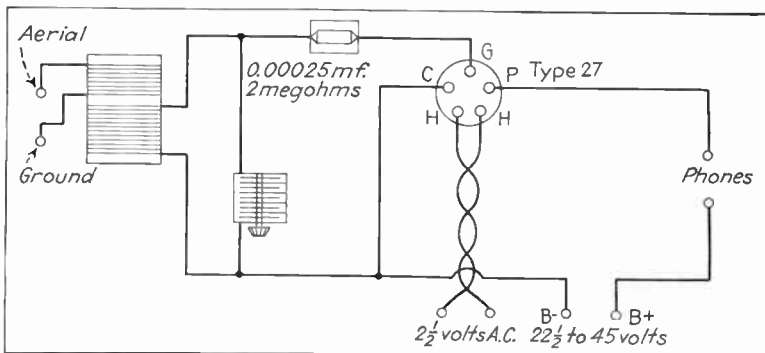 Aerial
Ground
0.00025 mf.
2 megohms
G
C
P
Type 27
H
H
Phones
2½ volts A.C.
B-
B+
22½ to 45 volts